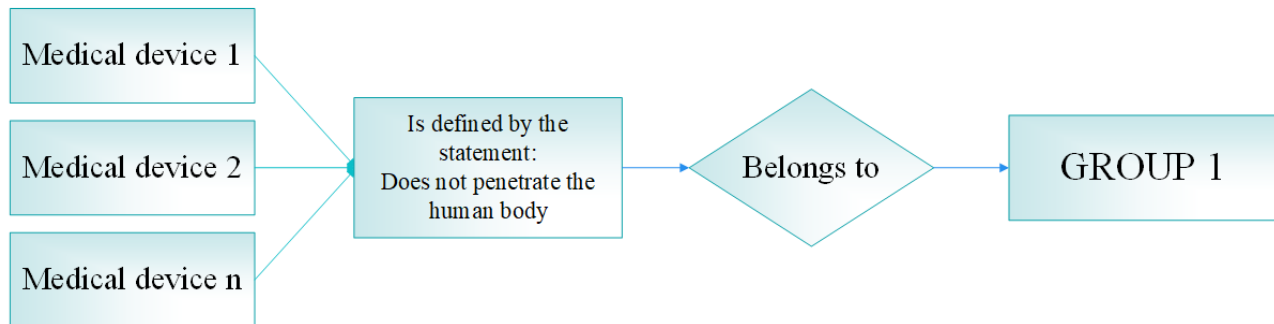 Medical device 1
Medical device 2
Medical device n
Is defined by the
statement:
Does not penetrate the
human body
Belongs to
GROUP 1